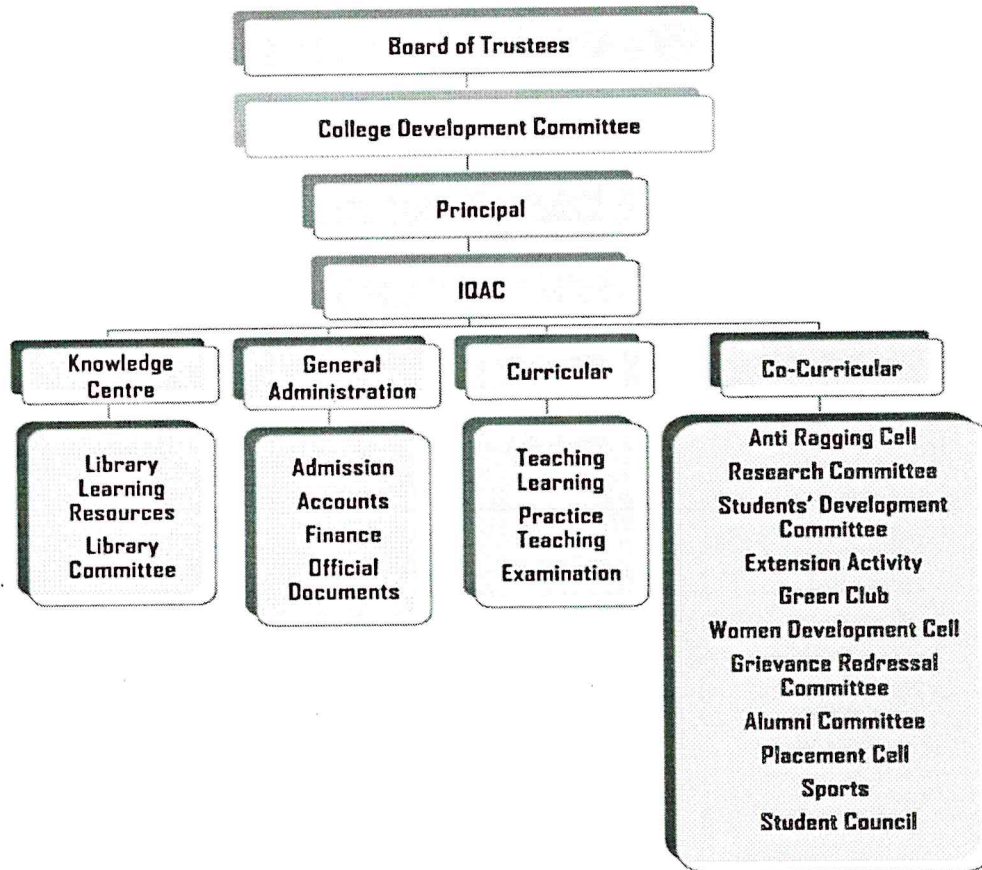 Board of Trustees
College Development Committee
Principal
IQAC
Knowledge
Centre
General
Administration
Curricular
Co-Curricular
Library
Learning
Resources
Library
Committee
Admission
Accounts
Finance
Official
Documents
Teaching
Learning
Practice
Teaching
Examination
Anti Ragging Cell
Research Committee
Students' Development
Committee
Extension Activity
Green Club
Women Development Cell
Grievance Redressal
Committee
Alumni Committee
Placement Cell
Sports
Student Council